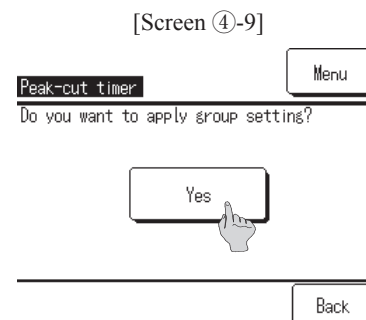 [Screen ④-9]
Menu
Peak-cut timer
Do you want to apply group setting?
Yes
Back